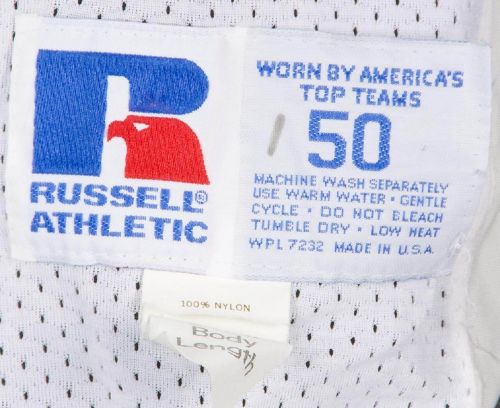 RUSSELL®
ATHLETIC
WORN BY AMERICA'S
TOP TEAMS
50
MACHINE WASH SEPARATELY
USE WARM WATER · GENTLE
CYCLE · DO NOT BLEACH
TUMBLE DRY · LOW HEAT
WPL 7232 MADE IN U.S.A.
100% NYLON
Body
Length